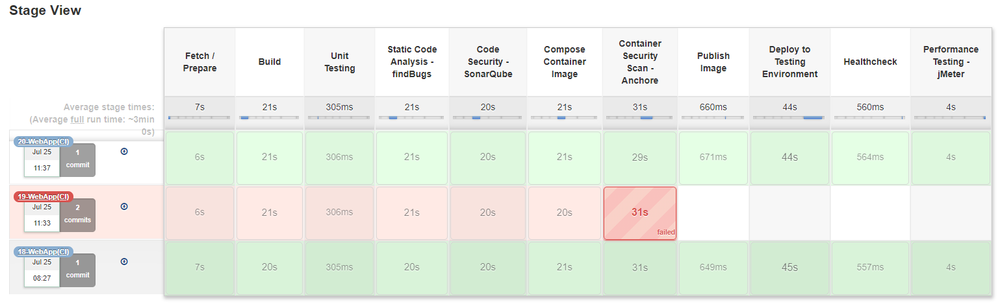 Stage View
Fetch / Prepare
Build
Unit Testing
Static Code Analysis - findBugs
Code Security - SonarQube
Compose Container Image
Container Security Scan - Anchore
Publish Image
Deploy to Testing Environment
Healthcheck
Performance Testing - jMeter
Average stage times:
(Average full run time: ~3min
0s)
7s 21s 305ms 21s 20s 21s 31s 660ms 44s 560ms 4s
20-WebApp(CI)
Jul 25
11:37
1
commit
6s 21s 306ms 21s 20s 21s 29s 671ms 44s 564ms 4s
19-WebApp(CI)
Jul 25
11:33
2
commits
6s 21s 306ms 21s 20s 20s 31s
failed
18-WebApp(CI)
Jul 25
08:27
1
commit
7s 20s 305ms 20s 20s 21s 31s 649ms 45s 557ms 4s